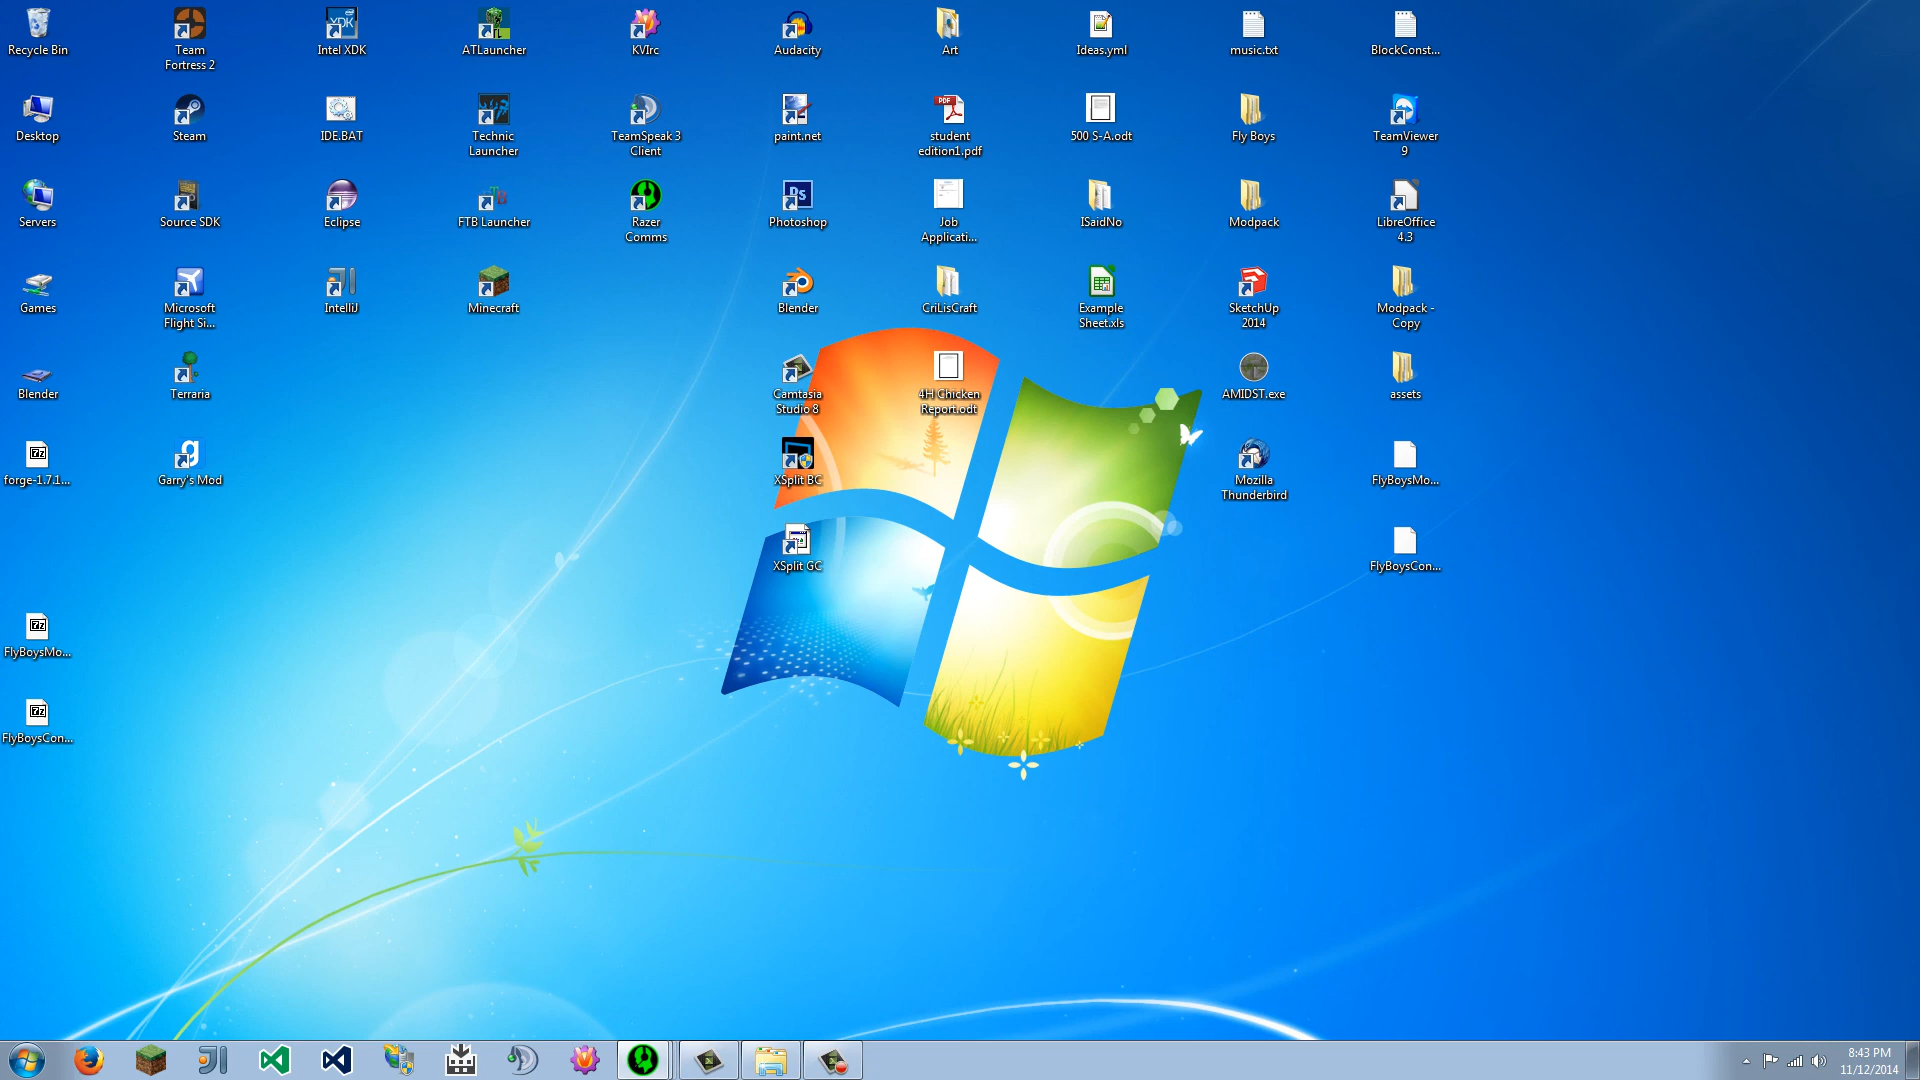 Recycle Bin
Team
Fortress 2
Intel XDK
ATLauncher
KVIrc
Audacity
Art
Ideas.yml
music.txt
BlockConst...
Desktop
Steam
IDE.BAT
Technic
Launcher
TeamSpeak 3
Client
paint.net
student
edition1.pdf
500 S-A.odt
Fly Boys
TeamViewer
9
Servers
Source SDK
Eclipse
FTB Launcher
Razer
Comms
Photoshop
Job
Applicati...
ISaidNo
Modpack
LibreOffice
4.3
Games
Microsoft
Flight Si...
IntelliJ
Minecraft
Blender
CriLisCraft
Example
Sheet.xls
SketchUp
2014
Modpack -
Copy
Blender
Terraria
Camtasia
Studio 8
4H Chicken
Report.odt
AMIDST.exe
assets
forge-1.7.1...
Garry's Mod
XSplit BC
Mozilla
Thunderbird
FlyBoysMo...
XSplit GC
FlyBoysCon...
FlyBoysMo...
FlyBoysCon...
8:43 PM
11/12/2014